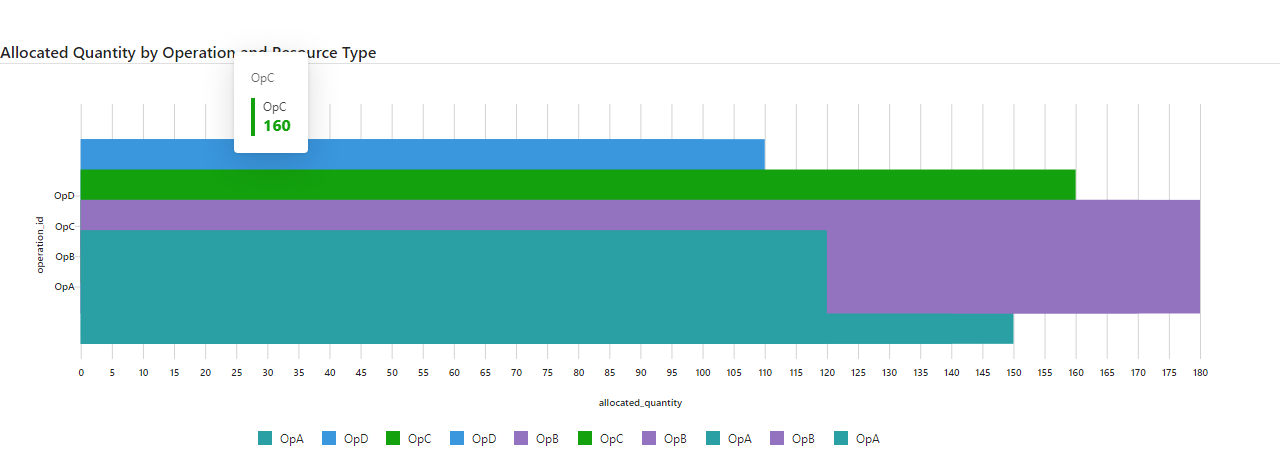 Allocated Quantity by Operation and Resource Type
OpC
OpC
160
OpD
OpC
OpB
OpA
operation_id
0 5 10 15 20 25 30 35 40 45 50 55 60 65 70 75 80 85 90 95 100 105 110 115 120 125 130 135 140 145 150 155 160 165 170 175 180
allocated_quantity
OpA OpD OpC OpD OpB OpC OpB OpA OpB OpA